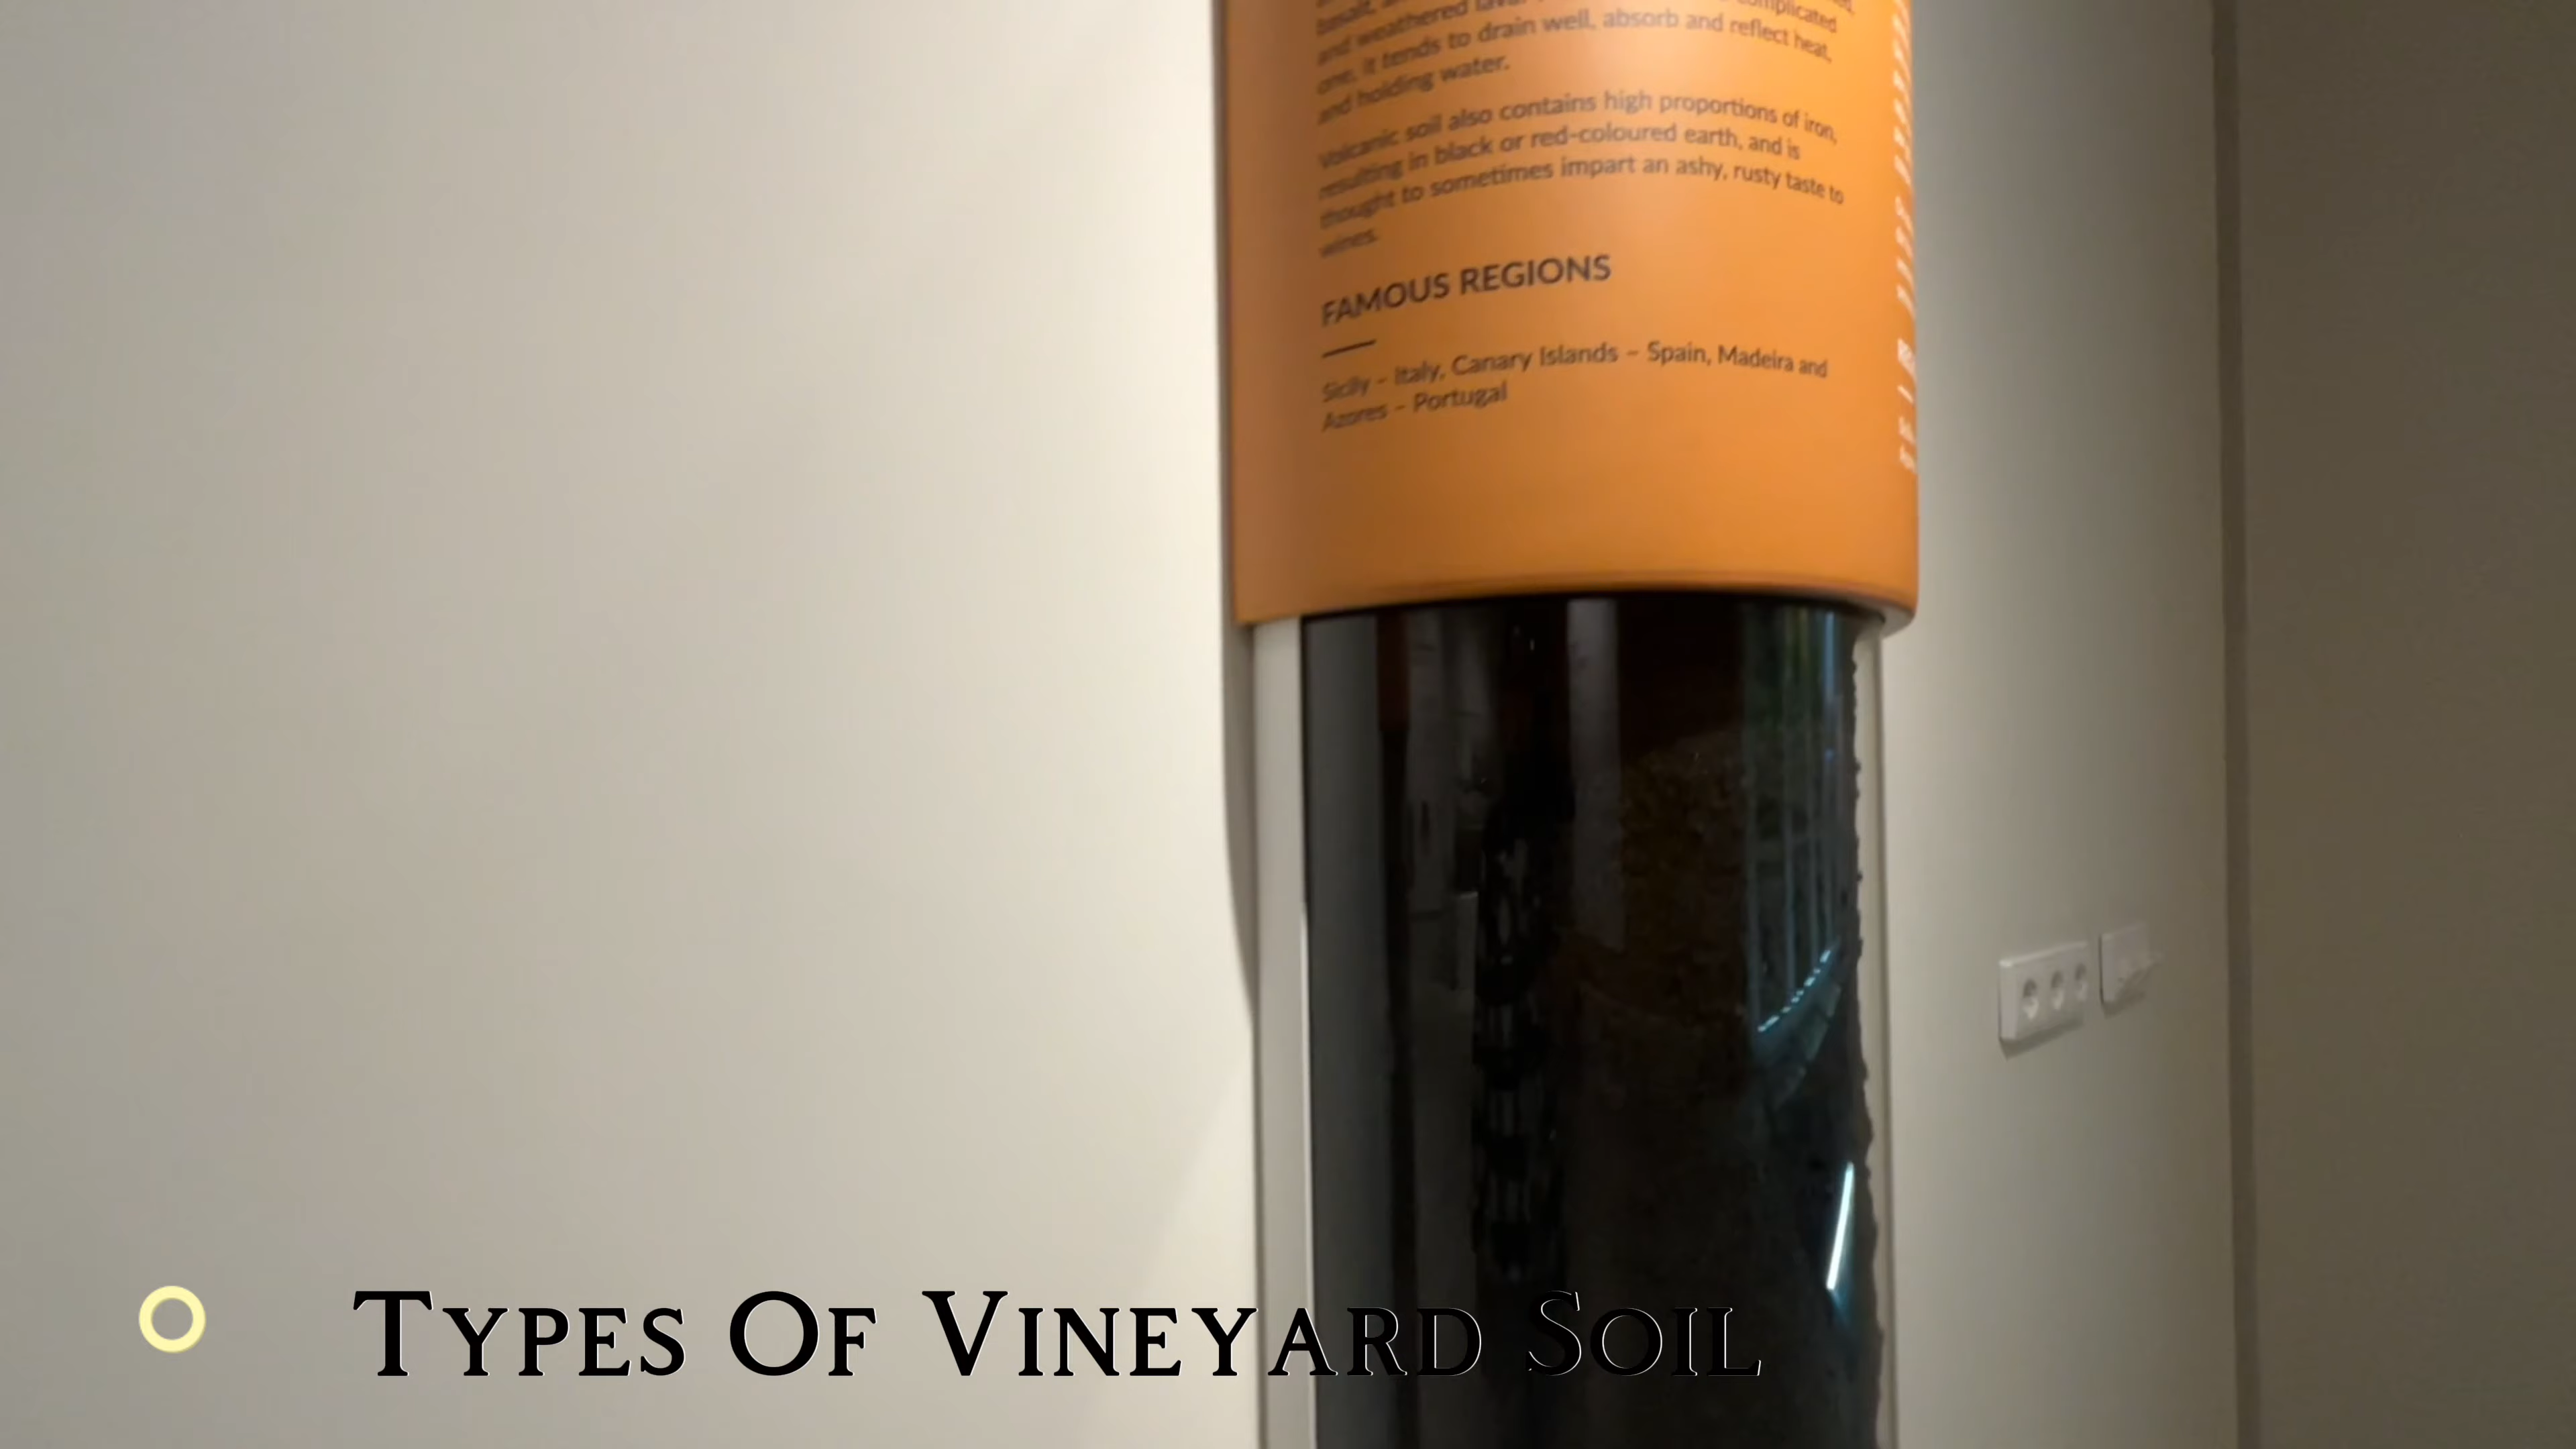 basalt,
and weathered complicated
one, it tends to drain well, absorb and reflect heat,
and holding water.
Volcanic soil also contains high proportions of iron,
resulting in black or red-coloured earth, and is
thought to sometimes impart an ashy, rusty taste to
wines.
FAMOUS REGIONS
Sicily – Italy, Canary Islands – Spain, Madeira and
Azores – Portugal
Types Of Vineyard Soil